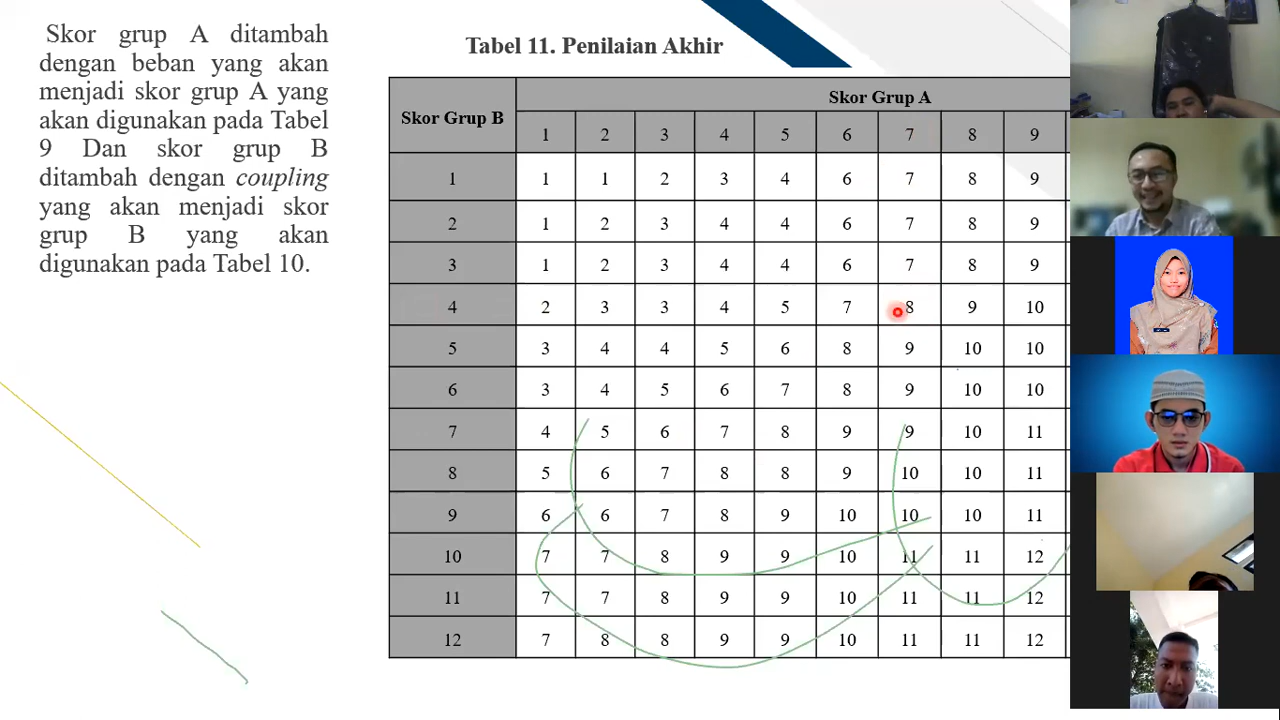 Skor grup A ditambah
dengan beban yang akan
menjadi skor grup A yang
akan digunakan pada Tabel
9 Dan skor grup B
ditambah dengan coupling
yang akan menjadi skor
grup B yang akan
digunakan pada Tabel 10.
Tabel 11. Penilaian Akhir
Skor Grup B Skor Grup A
1 2 3 4 5 6 7 8 9
1 1 1 2 3 4 6 7 8 9
2 1 2 3 4 4 6 7 8 9
3 1 2 3 4 4 6 7 8 9
4 2 3 3 4 5 7 8 9 10
5 3 4 4 5 6 8 9 10 10
6 3 4 5 6 7 8 9 10 10
7 4 5 6 7 8 9 9 10 11
8 5 6 7 8 8 9 10 10 11
9 6 6 7 8 9 10 10 10 11
10 7 7 8 9 9 10 11 11 12
11 7 7 8 9 9 10 11 11 12
12 7 8 8 9 9 10 11 11 12